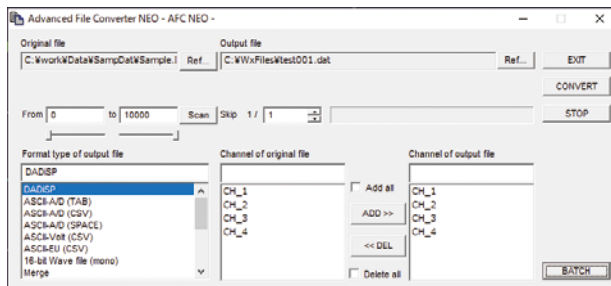 Advanced File Converter NEO - AFC NEO -
Original file
Output file
C:¥work¥Data¥SampDat¥Sample.
Ref...
C:¥WxFiles¥test001.dat
Ref...
EXIT
CONVERT
From 0 to 10000 Scan Skip 1 / 1
STOP
Format type of output file
Channel of original file
Channel of output file
DADiSP
DADiSP
ASCII-A/D (TAB)
ASCII-A/D (CSV)
ASCII-A/D (SPACE)
ASCII-Volt (CSV)
ASCII-EU (CSV)
16-bit Wave file (mono)
Merge
CH_1
CH_2
CH_3
CH_4
Add all
ADD >>
<< DEL
Delete all
CH_1
CH_2
CH_3
CH_4
BATCH